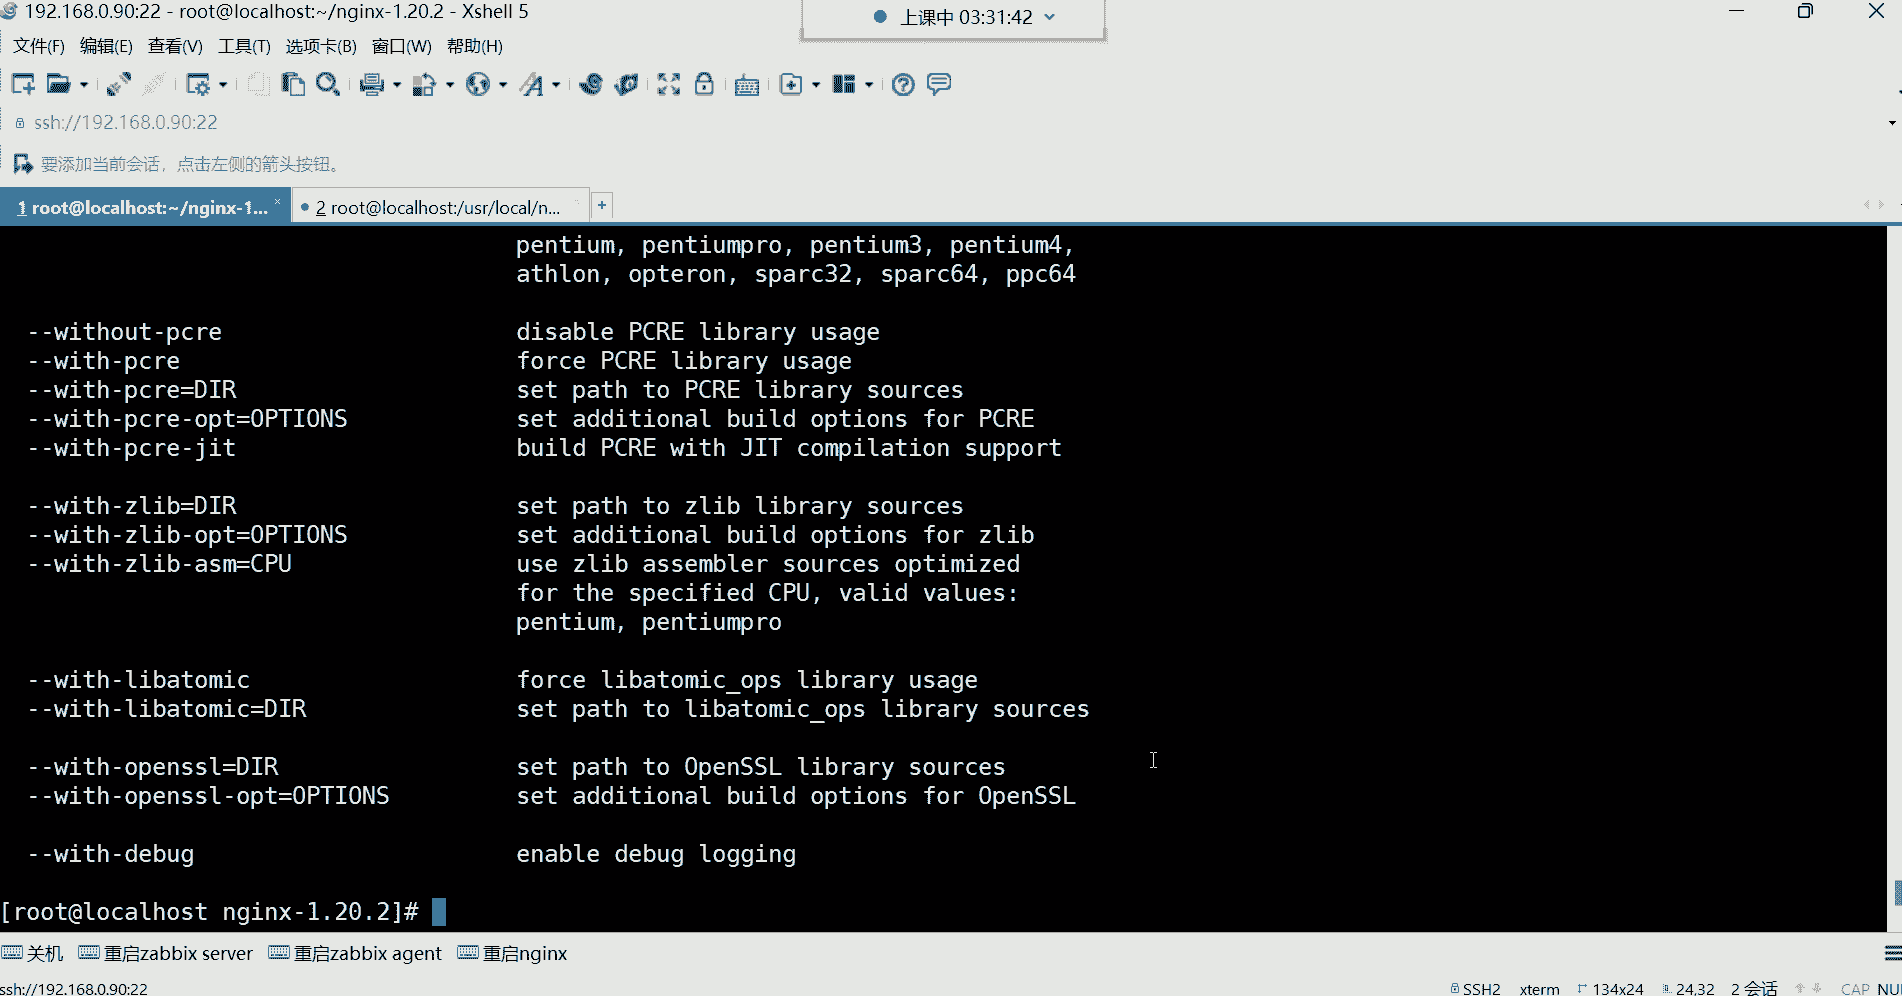 192.168.0.90:22 - root@localhost:~/nginx-1.20.2 - Xshell 5
上课中 03:31:42
文件(F) 编辑(E) 查看(V) 工具(T) 选项卡(B) 窗口(W) 帮助(H)
ssh://192.168.0.90:22
要添加当前会话，点击左侧的箭头按钮。
1 root@localhost:~/nginx-1... × 2 root@localhost:/usr/local/n... +
pentium, pentiumpro, pentium3, pentium4,
athlon, opteron, sparc32, sparc64, ppc64
--without-pcre disable PCRE library usage
--with-pcre force PCRE library usage
--with-pcre=DIR set path to PCRE library sources
--with-pcre-opt=OPTIONS set additional build options for PCRE
--with-pcre-jit build PCRE with JIT compilation support
--with-zlib=DIR set path to zlib library sources
--with-zlib-opt=OPTIONS set additional build options for zlib
--with-zlib-asm=CPU use zlib assembler sources optimized
for the specified CPU, valid values:
pentium, pentiumpro
--with-libatomic force libatomic_ops library usage
--with-libatomic=DIR set path to libatomic_ops library sources
--with-openssl=DIR set path to OpenSSL library sources
--with-openssl-opt=OPTIONS set additional build options for OpenSSL
--with-debug enable debug logging
[root@localhost nginx-1.20.2]#
关机 重启zabbix server 重启zabbix agent 重启nginx
ssh://192.168.0.90:22 SSH2 xterm 134x24 24,32 2 会话 CAP NU